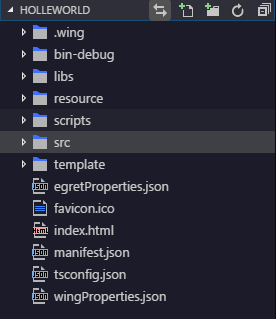 HOLLEWORLD
.wing
bin-debug
libs
resource
scripts
src
template
egretProperties.json
favicon.ico
index.html
manifest.json
tsconfig.json
wingProperties.json